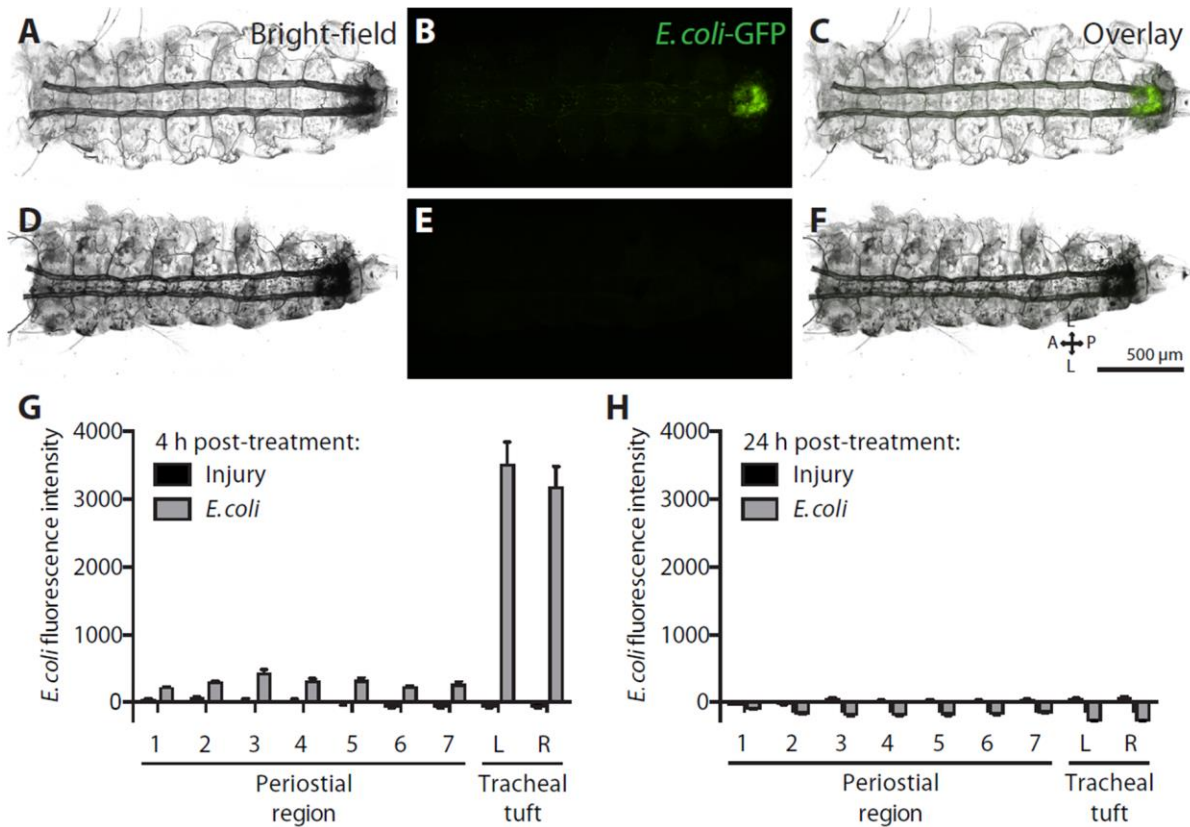 A
Bright-field
B
E. coli-GFP
C
Overlay
D
E
F
L
A P
L
500 µm
G
E. coli fluorescence intensity
4000
3000
2000
1000
0
4 h post-treatment:
Injury
E. coli
1 2 3 4 5 6 7 L R
Periostial
region
Tracheal
tuft
H
E. coli fluorescence intensity
4000
3000
2000
1000
0
24 h post-treatment:
Injury
E. coli
1 2 3 4 5 6 7 L R
Periostial
region
Tracheal
tuft